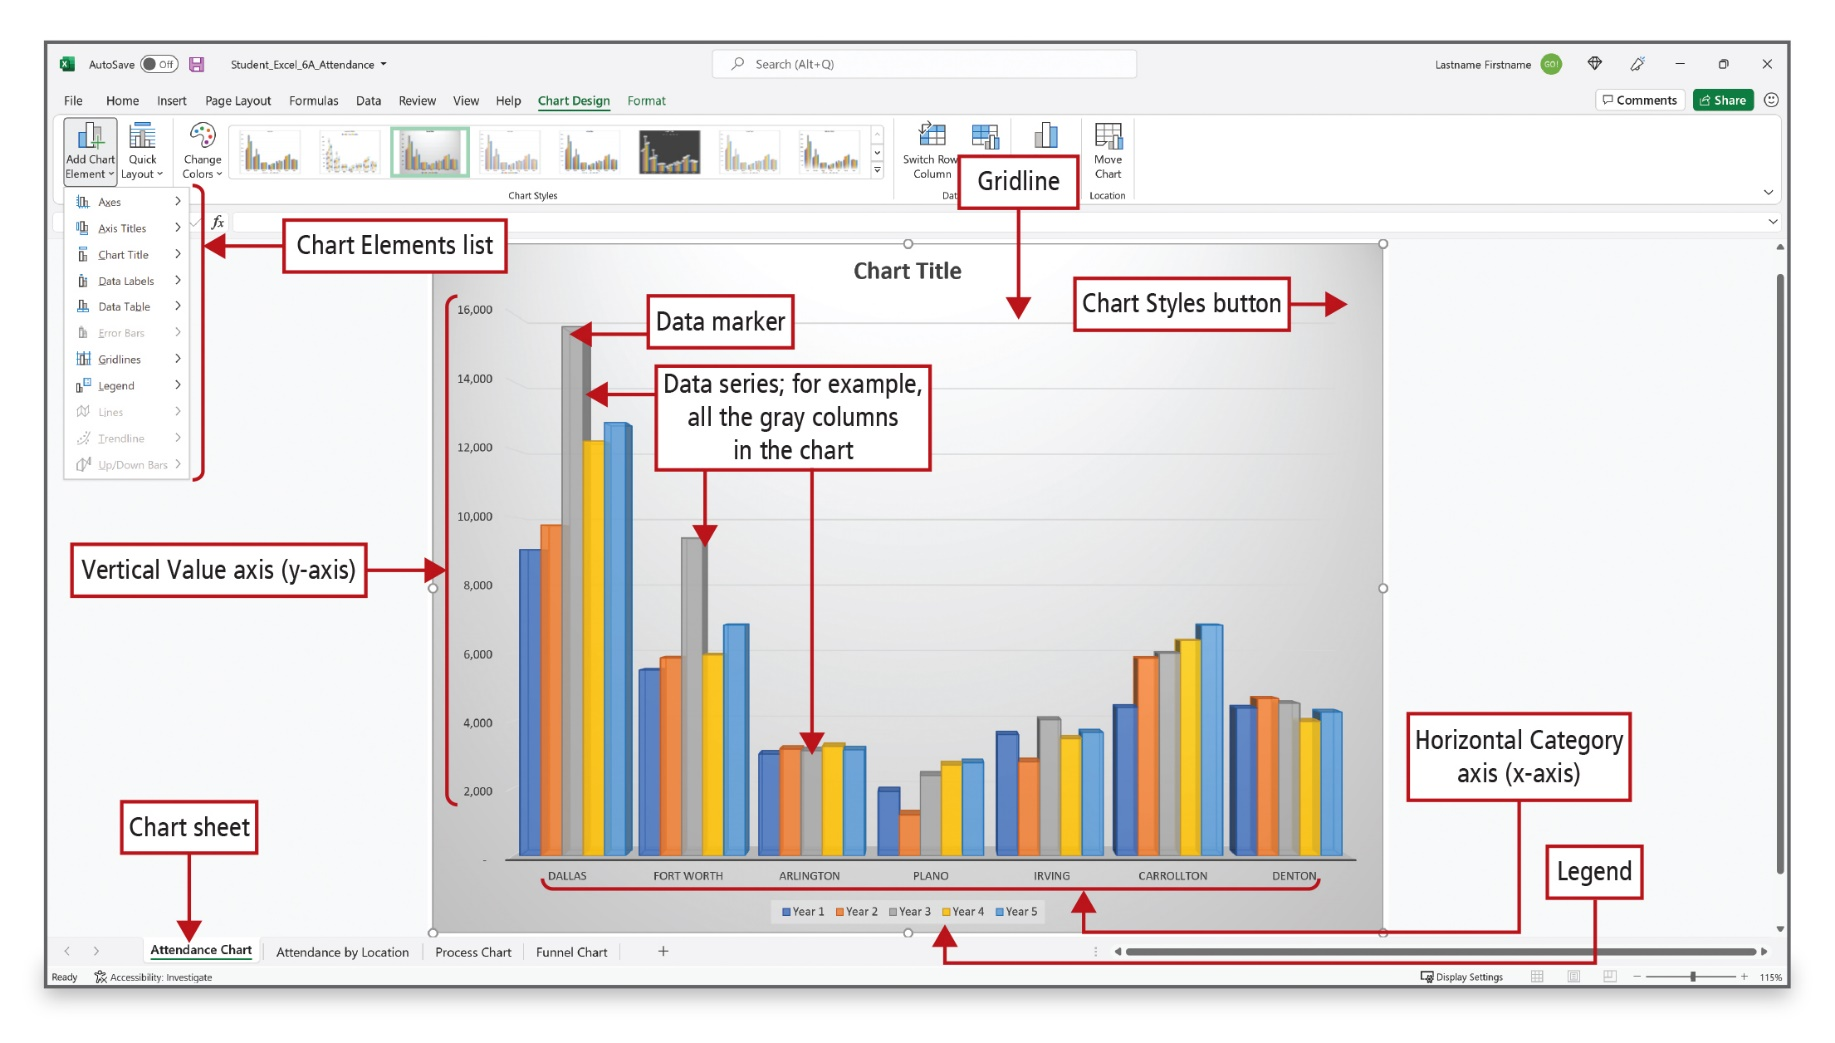 AutoSave Off Student_Excel_6A_Attendance Search (Alt+Q) Lastname Firstname GO!
File Home Insert Page Layout Formulas Data Review View Help Chart Design Format Comments Share
Add Chart Element Quick Layout Change Colors Switch Row Column Move Chart
Chart Styles Location
Gridline
Axes
Axis Titles
Chart Title
Data Labels
Data Table
Error Bars
Gridlines
Legend
Lines
Trendline
Up/Down Bars
fx
Chart Elements list
Chart Title
Chart Styles button
Data marker
Data series; for example,
all the gray columns
in the chart
Vertical Value axis (y-axis)
16,000
14,000
12,000
10,000
8,000
6,000
4,000
2,000
-
Horizontal Category
axis (x-axis)
Chart sheet
Legend
DALLAS FORT WORTH ARLINGTON PLANO IRVING CARROLLTON DENTON
Year 1 Year 2 Year 3 Year 4 Year 5
Attendance Chart Attendance by Location Process Chart Funnel Chart
Ready Accessibility: Investigate Display Settings 115%